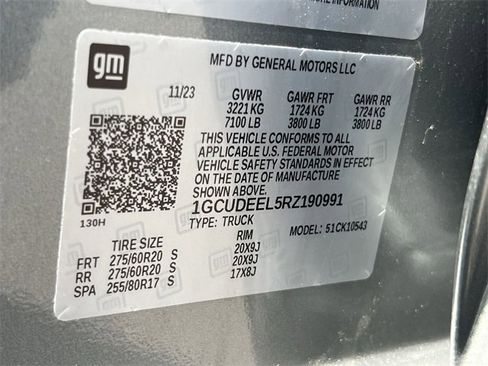 MORE INFORMATION
gm
MFD BY GENERAL MOTORS LLC
11/23 GVWR GAWR FRT GAWR RR
3221 KG 1724 KG 1724 KG
7100 LB 3800 LB 3800 LB
THIS VEHICLE CONFORMS TO ALL
APPLICABLE U.S. FEDERAL MOTOR
VEHICLE SAFETY STANDARDS IN EFFECT
ON THE DATE OF MANUFACTURE
SHOWN ABOVE
1GCUDEEL5RZ190991
TYPE: TRUCK 51CK10543
130H
TIRE SIZE RIM
FRT 275/60R20 S 20X9J
RR 275/60R20 S 20X9J
SPA 255/80R17 S 17X8J